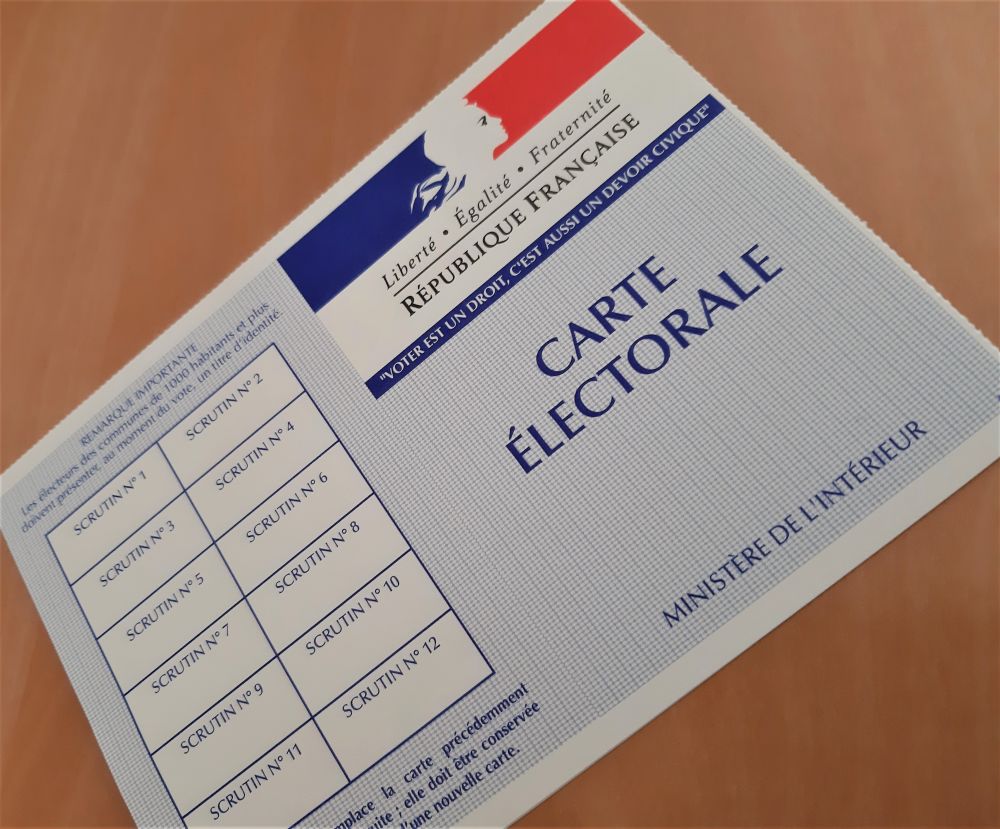 Liberté • Égalité • Fraternité
RÉPUBLIQUE FRANÇAISE
"VOTER EST UN DROIT, C'EST AUSSI UN DEVOIR CIVIQUE"
CARTE
ÉLECTORALE
MINISTÈRE DE L'INTÉRIEUR
REMARQUE IMPORTANTE
Les électeurs des communes de 1000 habitants et plus
doivent présenter, au moment du vote, un titre d'identité.
SCRUTIN N° 1
SCRUTIN N° 2
SCRUTIN N° 3
SCRUTIN N° 4
SCRUTIN N° 5
SCRUTIN N° 6
SCRUTIN N° 7
SCRUTIN N° 8
SCRUTIN N° 9
SCRUTIN N° 10
SCRUTIN N° 11
SCRUTIN N° 12
la carte précédemment
; elle doit être conservée
nouvelle carte.